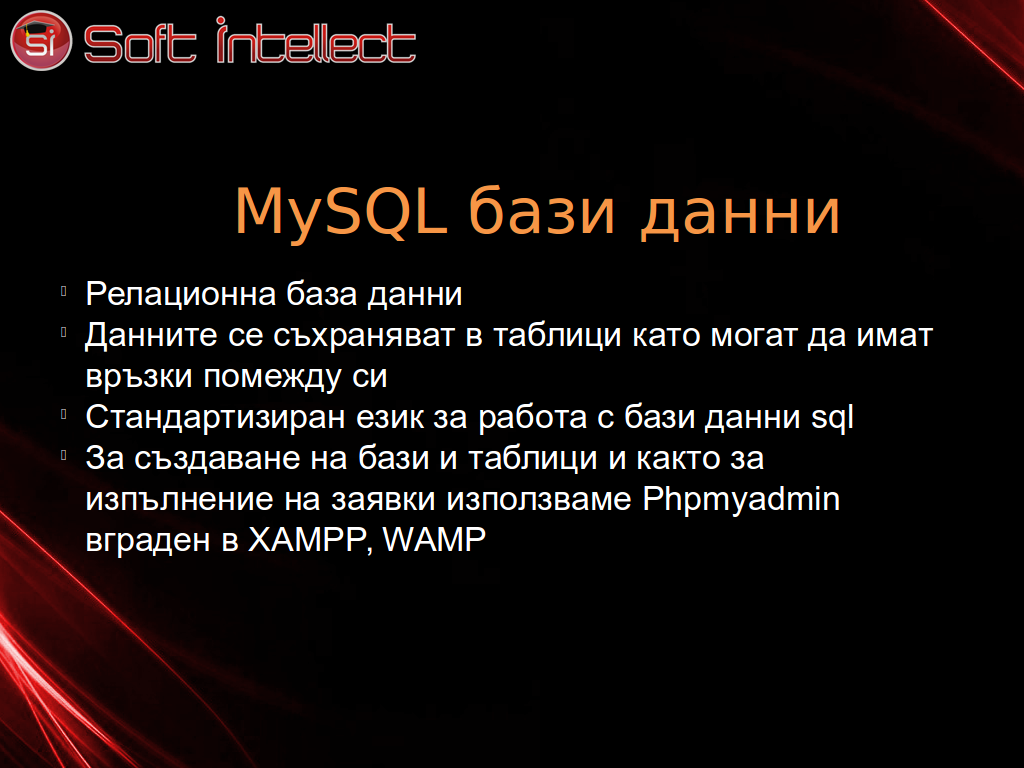 Si Soft Intellect
MySQL бази данни
Релационна база данни
Данните се съхраняват в таблици като могат да имат
връзки помежду си
Стандартизиран език за работа с бази данни sql
За създаване на бази и таблици и както за
изпълнение на заявки използваме Phpmyadmin
вграден в XAMPP, WAMP